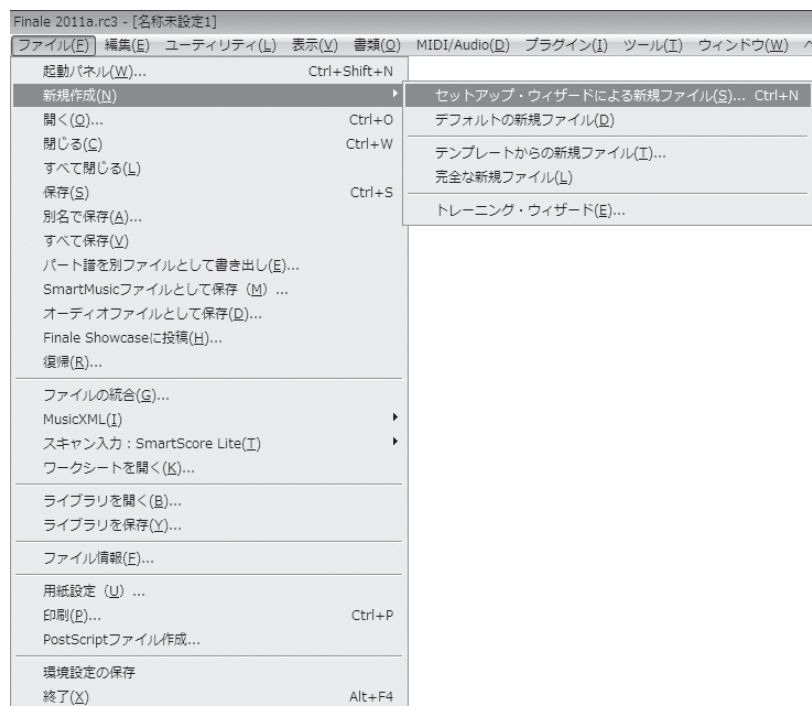 Finale 2011a.rc3 - [名称未設定1]
ファイル(F) 編集(E) ユーティリティ(L) 表示(V) 書類(O) MIDI/Audio(D) プラグイン(I) ツール(T) ウィンドウ(W)
起動パネル(W)... Ctrl+Shift+N
新規作成(N)
開く(O)... Ctrl+O
閉じる(C) Ctrl+W
すべて閉じる(L)
保存(S) Ctrl+S
別名で保存(A)...
すべて保存(V)
パート譜を別ファイルとして書き出し(E)...
SmartMusicファイルとして保存（M）...
オーディオファイルとして保存(D)...
Finale Showcaseに投稿(H)...
復帰(R)...
ファイルの統合(G)...
MusicXML(I)
スキャン入力：SmartScore Lite(T)
ワークシートを開く(K)...
ライブラリを開く(B)...
ライブラリを保存(Y)...
ファイル情報(F)...
用紙設定（U）...
印刷(P)... Ctrl+P
PostScriptファイル作成...
環境設定の保存
終了(X) Alt+F4
セットアップ・ウィザードによる新規ファイル(S)... Ctrl+N
デフォルトの新規ファイル(D)
テンプレートからの新規ファイル(T)...
完全な新規ファイル(L)
トレーニング・ウィザード(E)...